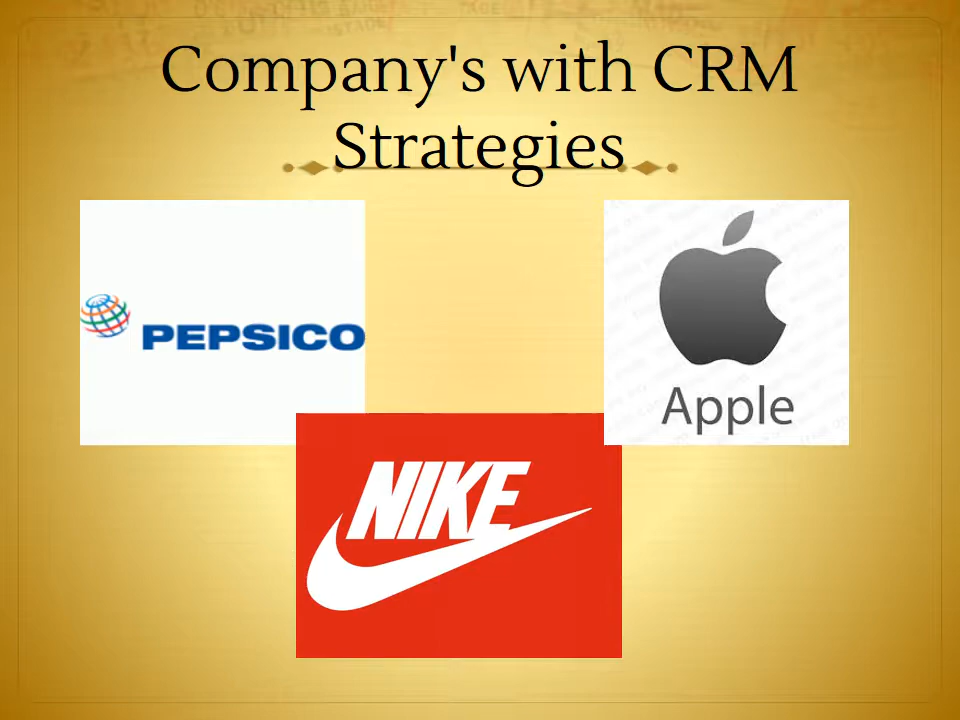 Company's with CRM
Strategies
PEPSICO
Apple
NIKE